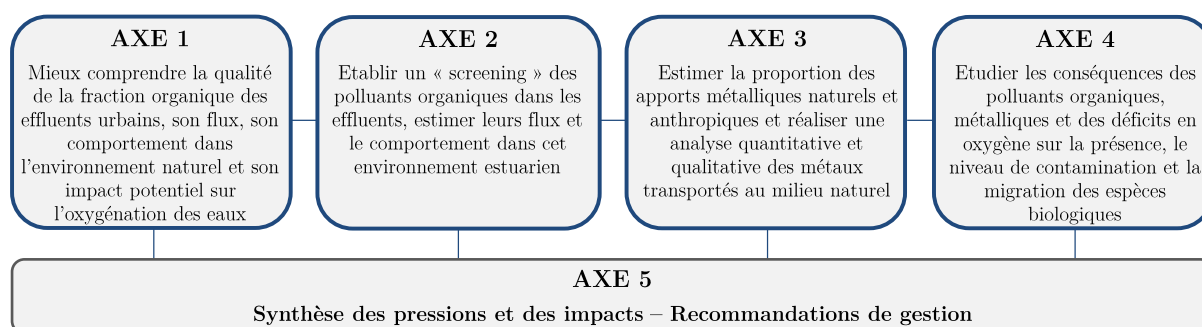 AXE 1
Mieux comprendre la qualité
de la fraction organique des
effluents urbains, son flux, son
comportement dans
l'environnement naturel et son
impact potentiel sur
l'oxygénation des eaux
AXE 2
Etablir un « screening » des
polluants organiques dans les
effluents, estimer leurs flux et
le comportement dans cet
environnement estuarien
AXE 3
Estimer la proportion des
apports métalliques naturels et
anthropiques et réaliser une
analyse quantitative et
qualitative des métaux
transportés au milieu naturel
AXE 4
Etudier les conséquences des
polluants organiques,
métalliques et des déficits en
oxygène sur la présence, le
niveau de contamination et la
migration des espèces
biologiques
AXE 5
Synthèse des pressions et des impacts – Recommandations de gestion